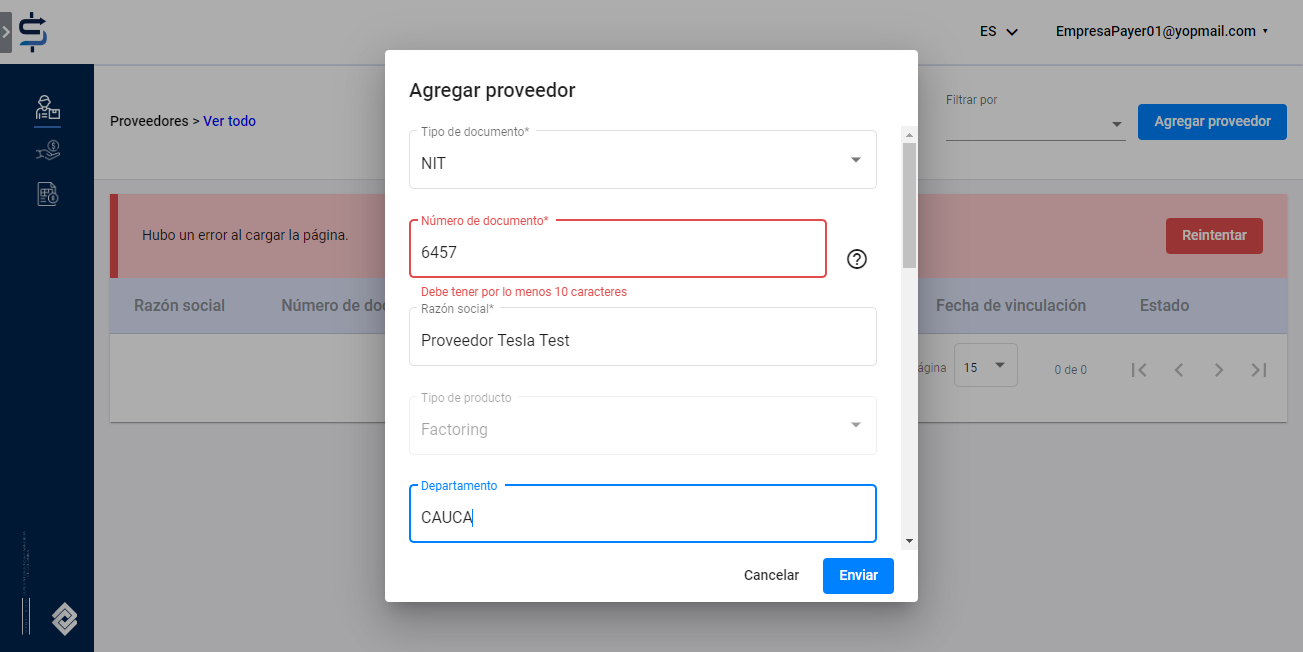 ES
EmpresaPayer01@yopmail.com
Proveedores > Ver todo
Filtrar por
Agregar proveedor
Hubo un error al cargar la página.
Reintentar
Razón social
Número de doc
Fecha de vinculación
Estado
ágina
15
0 de 0
Agregar proveedor
Tipo de documento*
NIT
Número de documento*
6457
Debe tener por lo menos 10 caracteres
Razón social*
Proveedor Tesla Test
Tipo de producto
Factoring
Departamento
CAUCA
Cancelar
Enviar